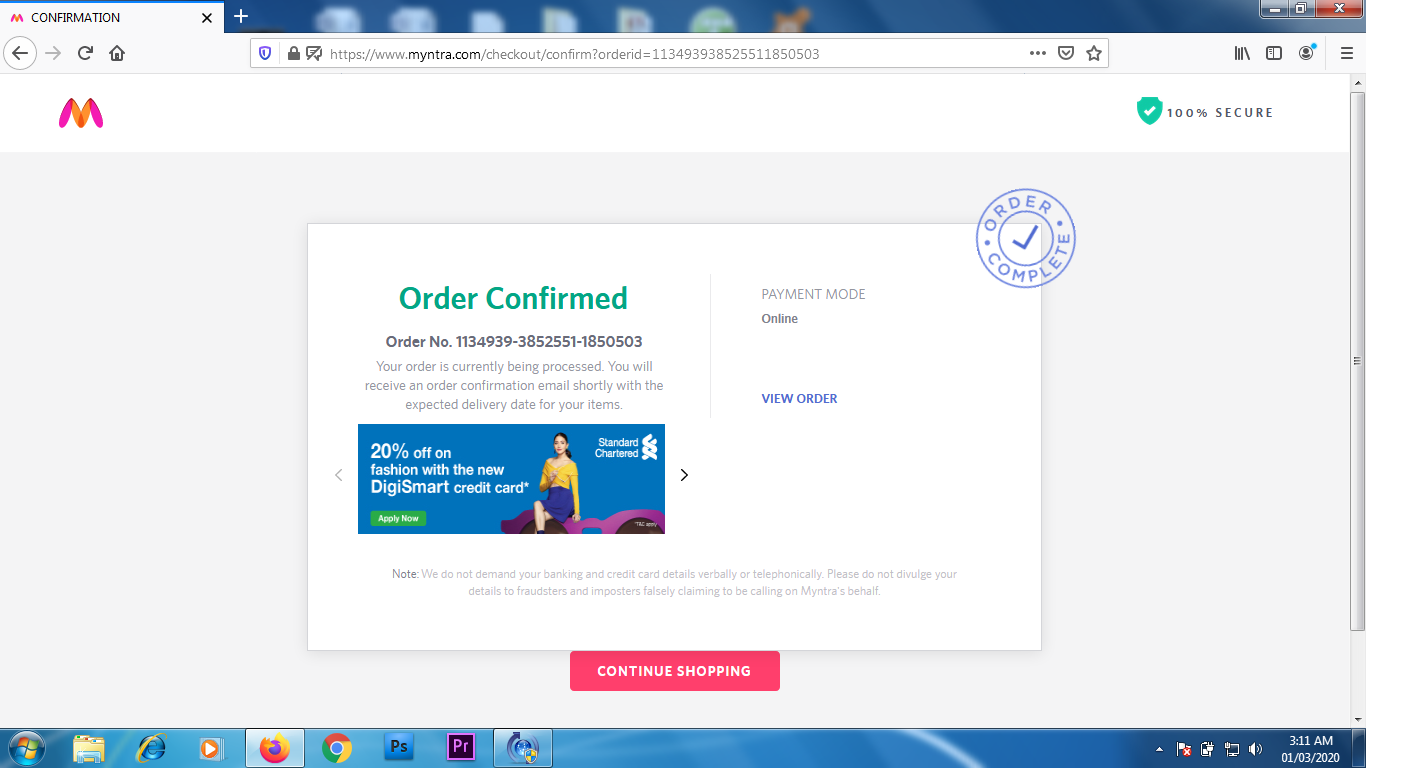 CONFIRMATION
https://www.myntra.com/checkout/confirm?orderid=113493938525511850503
100% SECURE
ORDER
COMPLETE
Order Confirmed
Order No. 1134939-3852551-1850503
Your order is currently being processed. You will
receive an order confirmation email shortly with the
expected delivery date for your items.
PAYMENT MODE
Online
VIEW ORDER
20% off on
fashion with the new
DigiSmart credit card*
Apply Now
Standard
Chartered
*T&C apply
Note: We do not demand your banking and credit card details verbally or telephonically. Please do not divulge your
details to fraudsters and imposters falsely claiming to be calling on Myntra's behalf.
CONTINUE SHOPPING
Ps
Pr
3:11 AM
01/03/2020